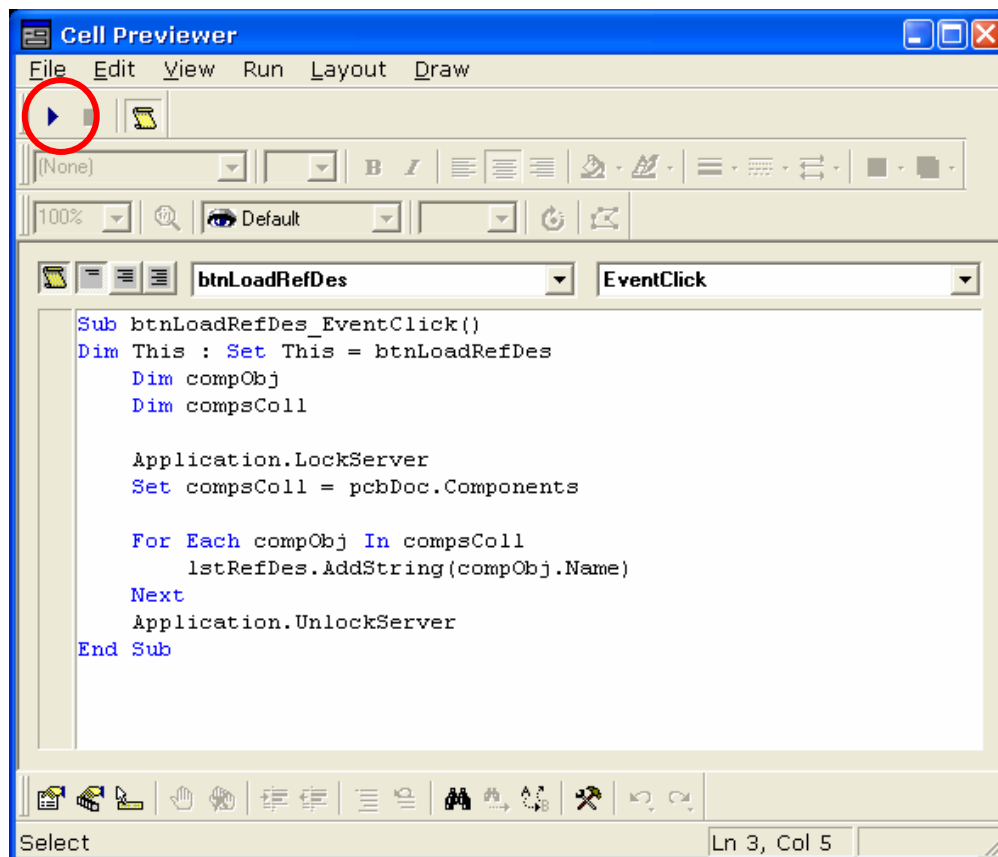 Cell Previewer
File Edit View Run Layout Draw
(None) B I
100% Default
btnLoadRefDes EventClick
Sub btnLoadRefDes_EventClick()
Dim This : Set This = btnLoadRefDes
Dim compObj
Dim compsColl
Application.LockServer
Set compsColl = pcbDoc.Components
For Each compObj In compsColl
lstRefDes.AddString(compObj.Name)
Next
Application.UnlockServer
End Sub
Select Ln 3, Col 5